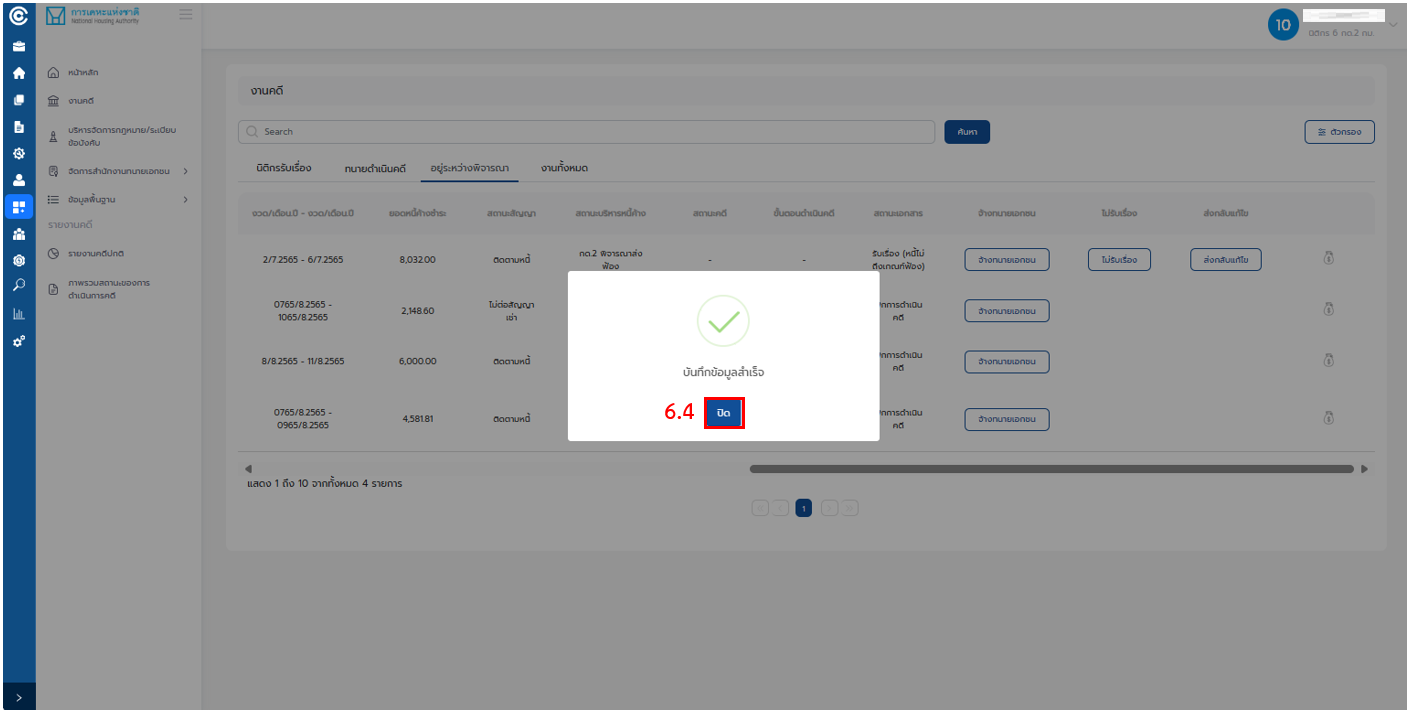 การเคหะแห่งชาติ
National Housing Authority
10
นิติกร 6 กด.2 กม.
หน้าหลัก
งานคดี
บริหารจัดการกฎหมาย/ระเบียบ
ข้อบังคับ
จัดการสำนักงานทนายเอกชน
ข้อมูลพื้นฐาน
รายงานคดี
รายงานคดีปกติ
ภาพรวมสถานะของการ
ดำเนินการคดี
งานคดี
Search
ค้นหา
ตัวกรอง
นิติกรรับเรื่อง ทนายดำเนินคดี อยู่ระหว่างพิจารณา งานทั้งหมด
งวด/เดือน.ปี - งวด/เดือน.ปี ยอดหนี้ค้างชำระ สถานะสัญญา สถานะบริหารหนี้ค้าง สถานะคดี ขั้นตอนดำเนินคดี สถานะเอกสาร จ้างทนายเอกชน ไม่รับเรื่อง ส่งกลับแก้ไข
2/7.2565 - 6/7.2565 8,032.00 ติดตามหนี้ กด.2 พิจารณาส่ง
ฟ้อง - - รับเรื่อง (หนี้ไม่
ถึงเกณฑ์ฟ้อง) จ้างทนายเอกชน ไม่รับเรื่อง ส่งกลับแก้ไข
0765/8.2565 -
1065/8.2565 2,148.60 ไม่ต่อสัญญา
เช่า การดำเนิน
คดี จ้างทนายเอกชน
8/8.2565 - 11/8.2565 6,000.00 ติดตามหนี้ การดำเนิน
คดี จ้างทนายเอกชน
0765/8.2565 -
0965/8.2565 4,581.81 ติดตามหนี้ การดำเนิน
คดี จ้างทนายเอกชน
บันทึกข้อมูลสำเร็จ
6.4 ปิด
แสดง 1 ถึง 10 จากทั้งหมด 4 รายการ
1